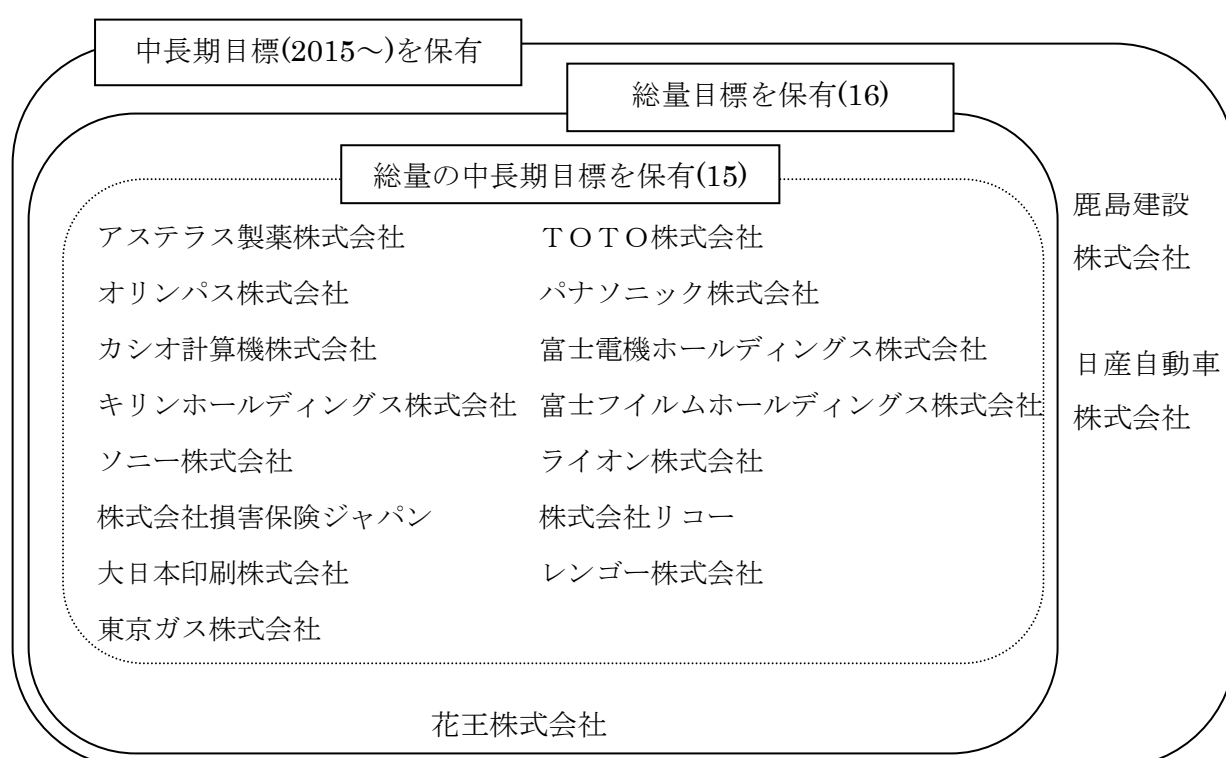 中長期目標(2015～)を保有
総量目標を保有(16)
総量の中長期目標を保有(15)
アステラス製薬株式会社
オリンパス株式会社
カシオ計算機株式会社
キリンホールディングス株式会社
ソニー株式会社
株式会社損害保険ジャパン
大日本印刷株式会社
東京ガス株式会社
ＴＯＴＯ株式会社
パナソニック株式会社
富士電機ホールディングス株式会社
富士フイルムホールディングス株式会社
ライオン株式会社
株式会社リコー
レンゴー株式会社
花王株式会社
鹿島建設
株式会社
日産自動車
株式会社